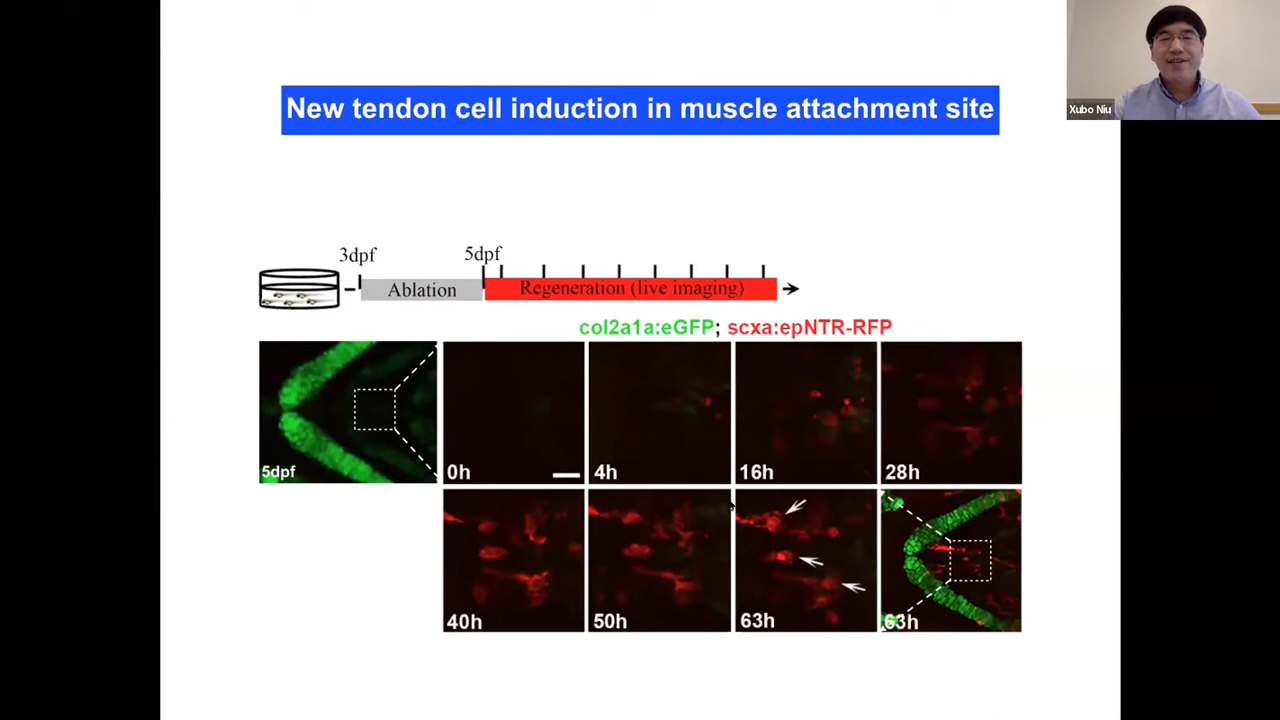 New tendon cell induction in muscle attachment site
Xubo Niu
3dpf
5dpf
Ablation
Regeneration (live imaging)
col2a1a:eGFP; scxa:epNTR-RFP
5dpf
0h
4h
16h
28h
40h
50h
63h
63h